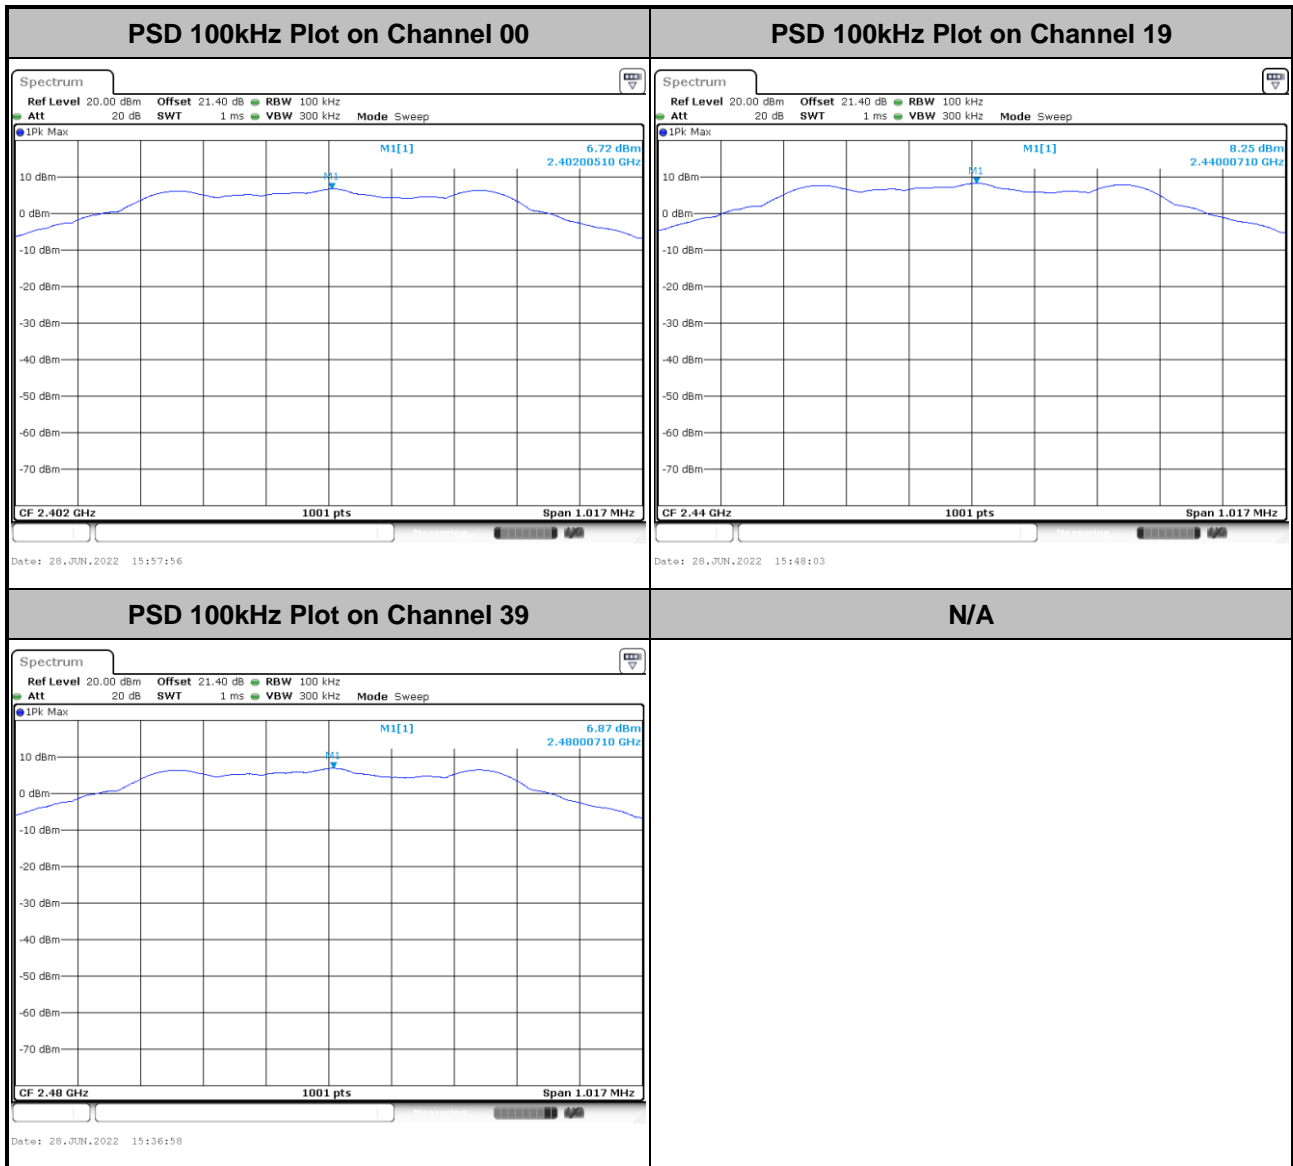 PSD 100kHz Plot on Channel 00
Spectrum
Ref Level 20.00 dBm Offset 21.40 dB RBW 100 kHz
Att 20 dB SWT 1 ms VBW 300 kHz Mode Sweep
1Pk Max
M1[1] 6.72 dBm
2.40200510 GHz
M1
10 dBm
0 dBm
-10 dBm
-20 dBm
-30 dBm
-40 dBm
-50 dBm
-60 dBm
-70 dBm
CF 2.402 GHz 1001 pts Span 1.017 MHz
Date: 28.JUN.2022 15:57:56
PSD 100kHz Plot on Channel 19
Spectrum
Ref Level 20.00 dBm Offset 21.40 dB RBW 100 kHz
Att 20 dB SWT 1 ms VBW 300 kHz Mode Sweep
1Pk Max
M1[1] 8.25 dBm
2.44000710 GHz
M1
10 dBm
0 dBm
-10 dBm
-20 dBm
-30 dBm
-40 dBm
-50 dBm
-60 dBm
-70 dBm
CF 2.44 GHz 1001 pts Span 1.017 MHz
Date: 28.JUN.2022 15:48:03
PSD 100kHz Plot on Channel 39
Spectrum
Ref Level 20.00 dBm Offset 21.40 dB RBW 100 kHz
Att 20 dB SWT 1 ms VBW 300 kHz Mode Sweep
1Pk Max
M1[1] 6.87 dBm
2.48000710 GHz
M1
10 dBm
0 dBm
-10 dBm
-20 dBm
-30 dBm
-40 dBm
-50 dBm
-60 dBm
-70 dBm
CF 2.48 GHz 1001 pts Span 1.017 MHz
Measuring...
Date: 28.JUN.2022 15:36:58
N/A